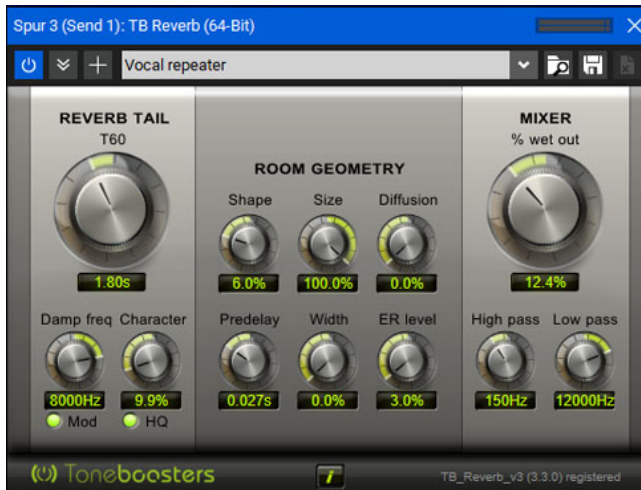 Spur 3 (Send 1): TB Reverb (64-Bit)
Vocal repeater
REVERB TAIL
T60
1.80s
Damp freq Character
8000Hz 9.9%
Mod HQ
ROOM GEOMETRY
Shape Size Diffusion
6.0% 100.0% 0.0%
Predelay Width ER level
0.027s 0.0% 3.0%
MIXER
% wet out
12.4%
High pass Low pass
150Hz 12000Hz
Toneboosters
i
TB_Reverb_v3 (3.3.0) registered